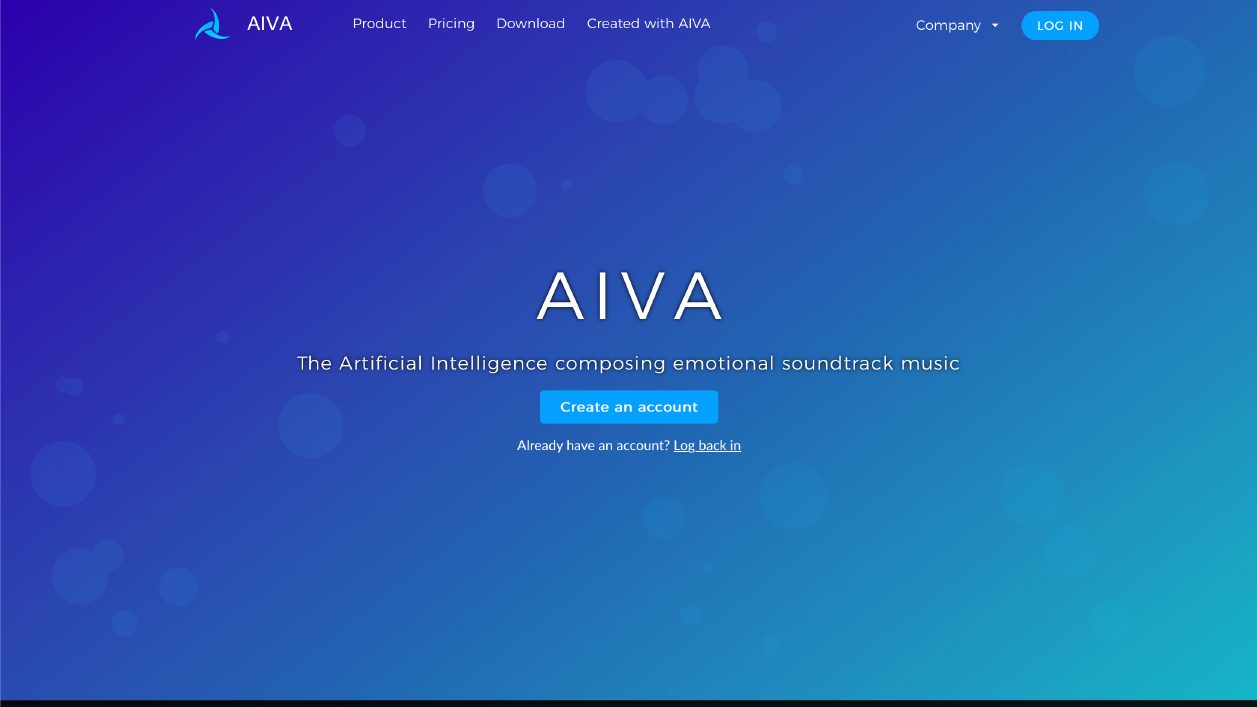 AIVA
Product Pricing Download Created with AIVA
Company
LOG IN
AIVA
The Artificial Intelligence composing emotional soundtrack music
Create an account
Already have an account? Log back in